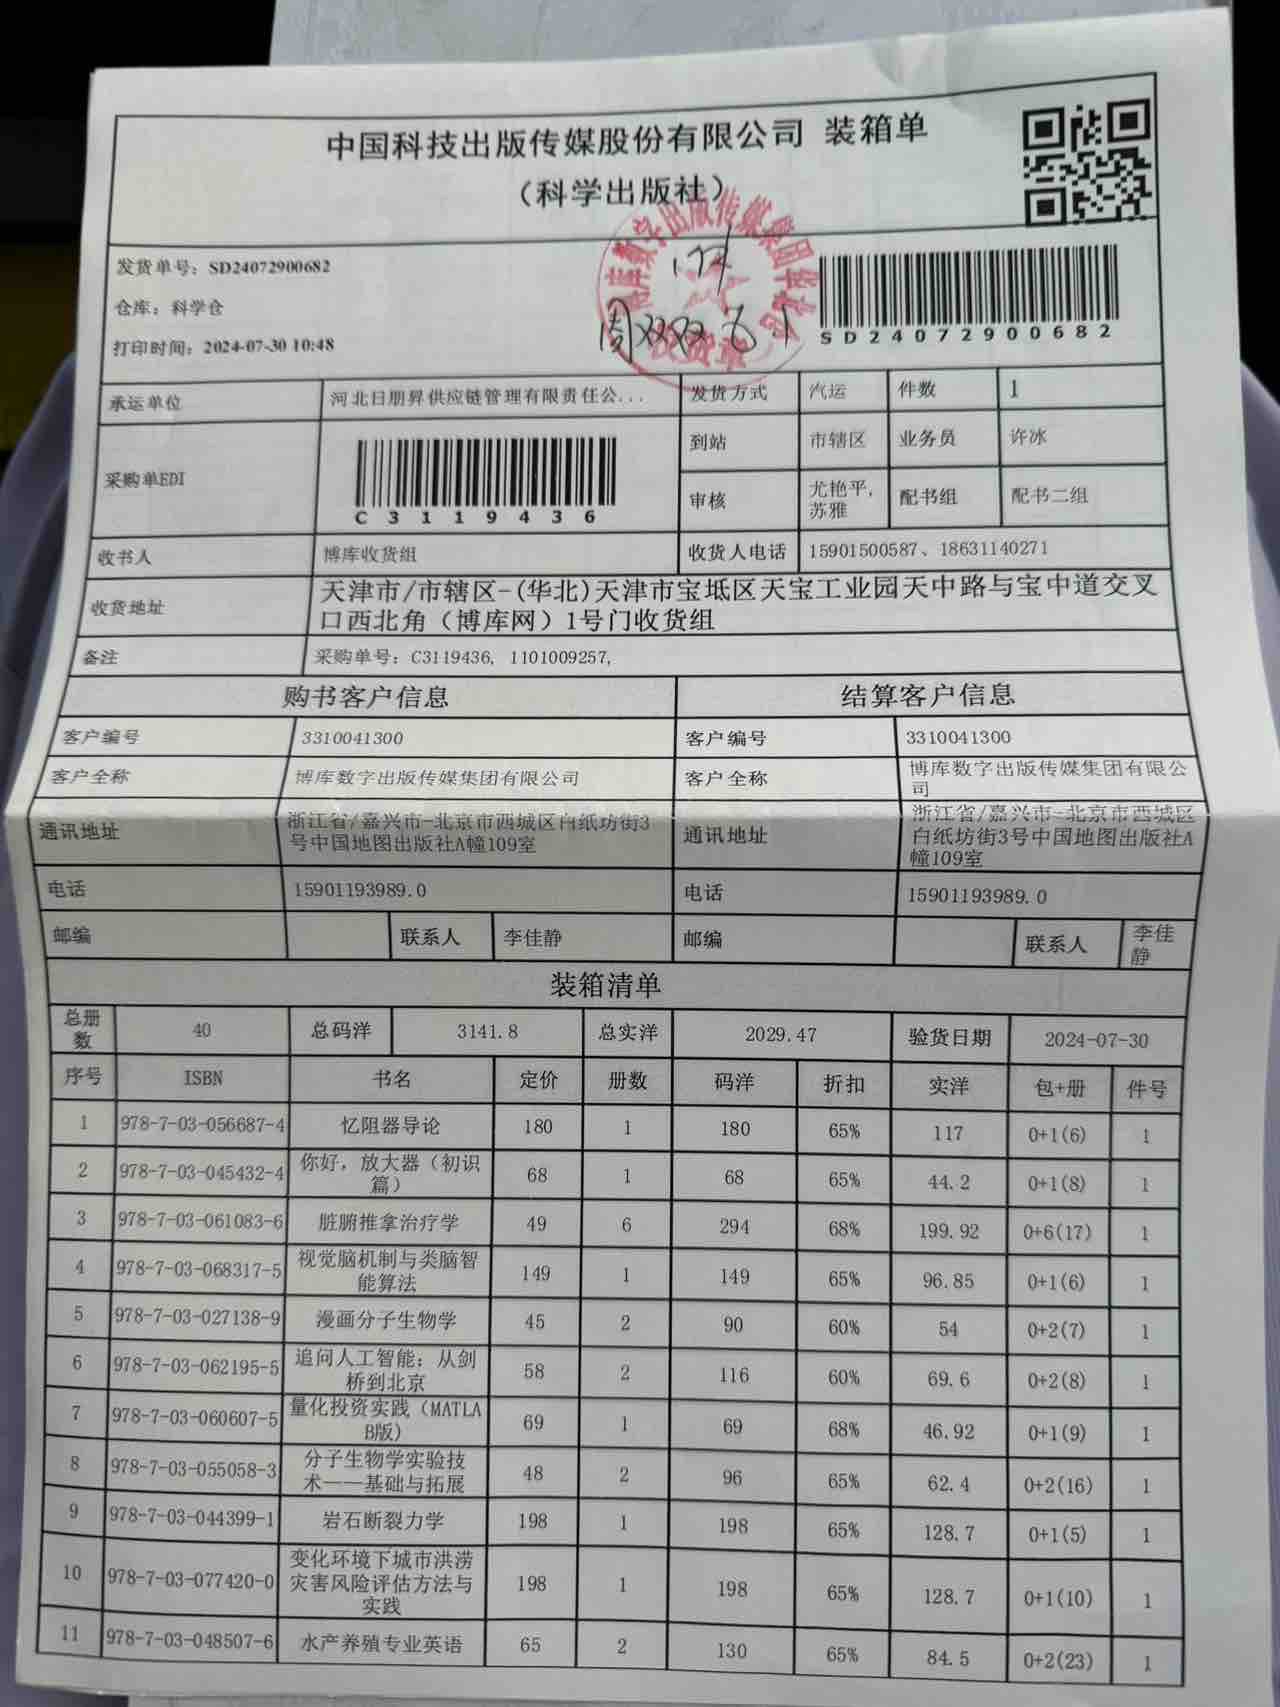 中国科技出版传媒股份有限公司 装箱单
（科学出版社）
发货单号：SD24072900682
仓库：科学仓
打印时间：2024-07-30 10:48
SD24072900682
承运单位 河北日朋昇供应链管理有限责任公... 发货方式 汽运 件数 1
采购单EDI C3119436 到站 市辖区 业务员 许冰
审核 尤艳平,
苏雅 配书组 配书二组
收书人 博库收货组 收货人电话 15901500587、18631140271
收货地址 天津市/市辖区-(华北)天津市宝坻区天宝工业园天中路与宝中道交叉
口西北角（博库网）1号门收货组
备注 采购单号：C3119436, 1101009257,
购书客户信息 结算客户信息
客户编号 3310041300 客户编号 3310041300
客户全称 博库数字出版传媒集团有限公司 客户全称 博库数字出版传媒集团有限公
司
通讯地址 浙江省/嘉兴市-北京市西城区白纸坊街3
号中国地图出版社A幢109室 通讯地址 浙江省/嘉兴市-北京市西城区
白纸坊街3号中国地图出版社A
幢109室
电话 15901193989.0 电话 15901193989.0
邮编 联系人 李佳静 邮编 联系人 李佳
静
装箱清单
总册
数 40 总码洋 3141.8 总实洋 2029.47 验货日期 2024-07-30
序号 ISBN 书名 定价 册数 码洋 折扣 实洋 包+册 件号
1 978-7-03-056687-4 忆阻器导论 180 1 180 65% 117 0+1(6) 1
2 978-7-03-045432-4 你好，放大器（初识
篇） 68 1 68 65% 44.2 0+1(8) 1
3 978-7-03-061083-6 脏腑推拿治疗学 49 6 294 68% 199.92 0+6(17) 1
4 978-7-03-068317-5 视觉脑机制与类脑智
能算法 149 1 149 65% 96.85 0+1(6) 1
5 978-7-03-027138-9 漫画分子生物学 45 2 90 60% 54 0+2(7) 1
6 978-7-03-062195-5 追问人工智能：从剑
桥到北京 58 2 116 60% 69.6 0+2(8) 1
7 978-7-03-060607-5 量化投资实践（MATLA
B版） 69 1 69 68% 46.92 0+1(9) 1
8 978-7-03-055058-3 分子生物学实验技
术——基础与拓展 48 2 96 65% 62.4 0+2(16) 1
9 978-7-03-044399-1 岩石断裂力学 198 1 198 65% 128.7 0+1(5) 1
10 978-7-03-077420-0 变化环境下城市洪涝
灾害风险评估方法与
实践 198 1 198 65% 128.7 0+1(10) 1
11 978-7-03-048507-6 水产养殖专业英语 65 2 130 65% 84.5 0+2(23) 1